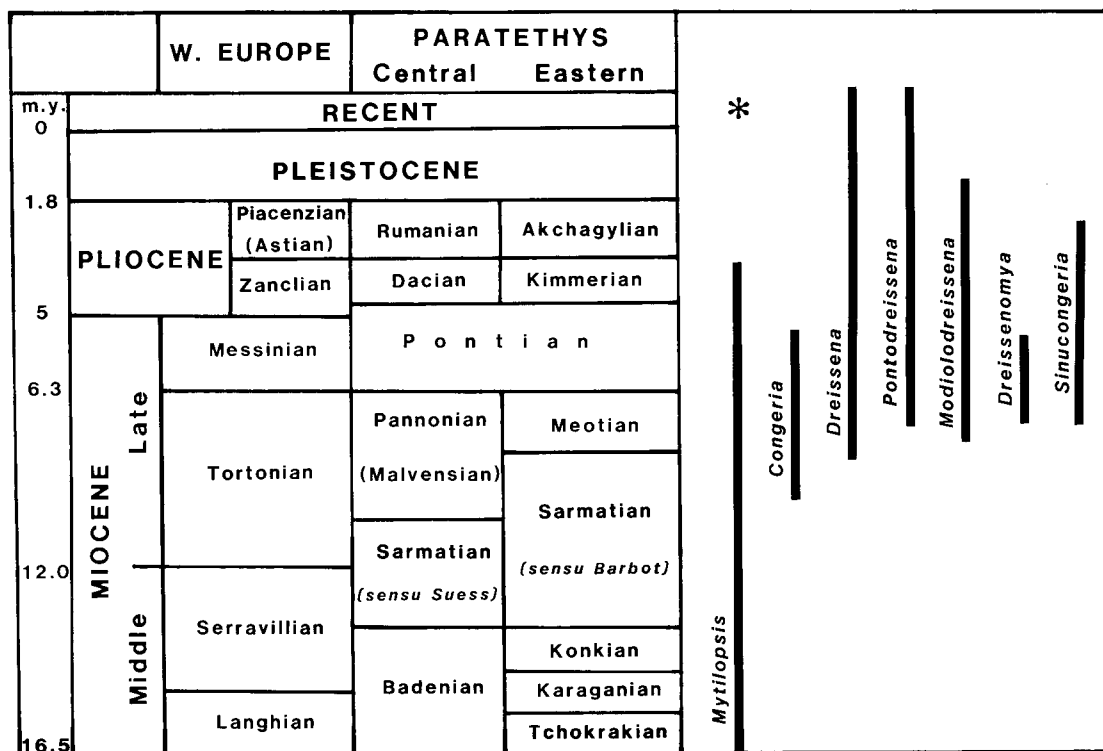 W. EUROPE
PARATETHYS
Central Eastern
m.y.
0
RECENT
PLEISTOCENE
1.8
PLIOCENE
Piacenzian
(Astian)
Rumanian
Akchagylian
Zanclian
Dacian
Kimmerian
5
Messinian
Pontian
6.3
MIOCENE
Late
Tortonian
Pannonian
(Malvensian)
Meotian
Sarmatian
(sensu Barbot)
Sarmatian
(sensu Suess)
12.0
Middle
Serravillian
Badenian
Konkian
Karaganian
Langhian
Tchokrakian
16.5
*
Mytilopsis
Congeria
Dreissena
Pontodreissena
Modiolodreissena
Dreissenomya
Sinucongeria